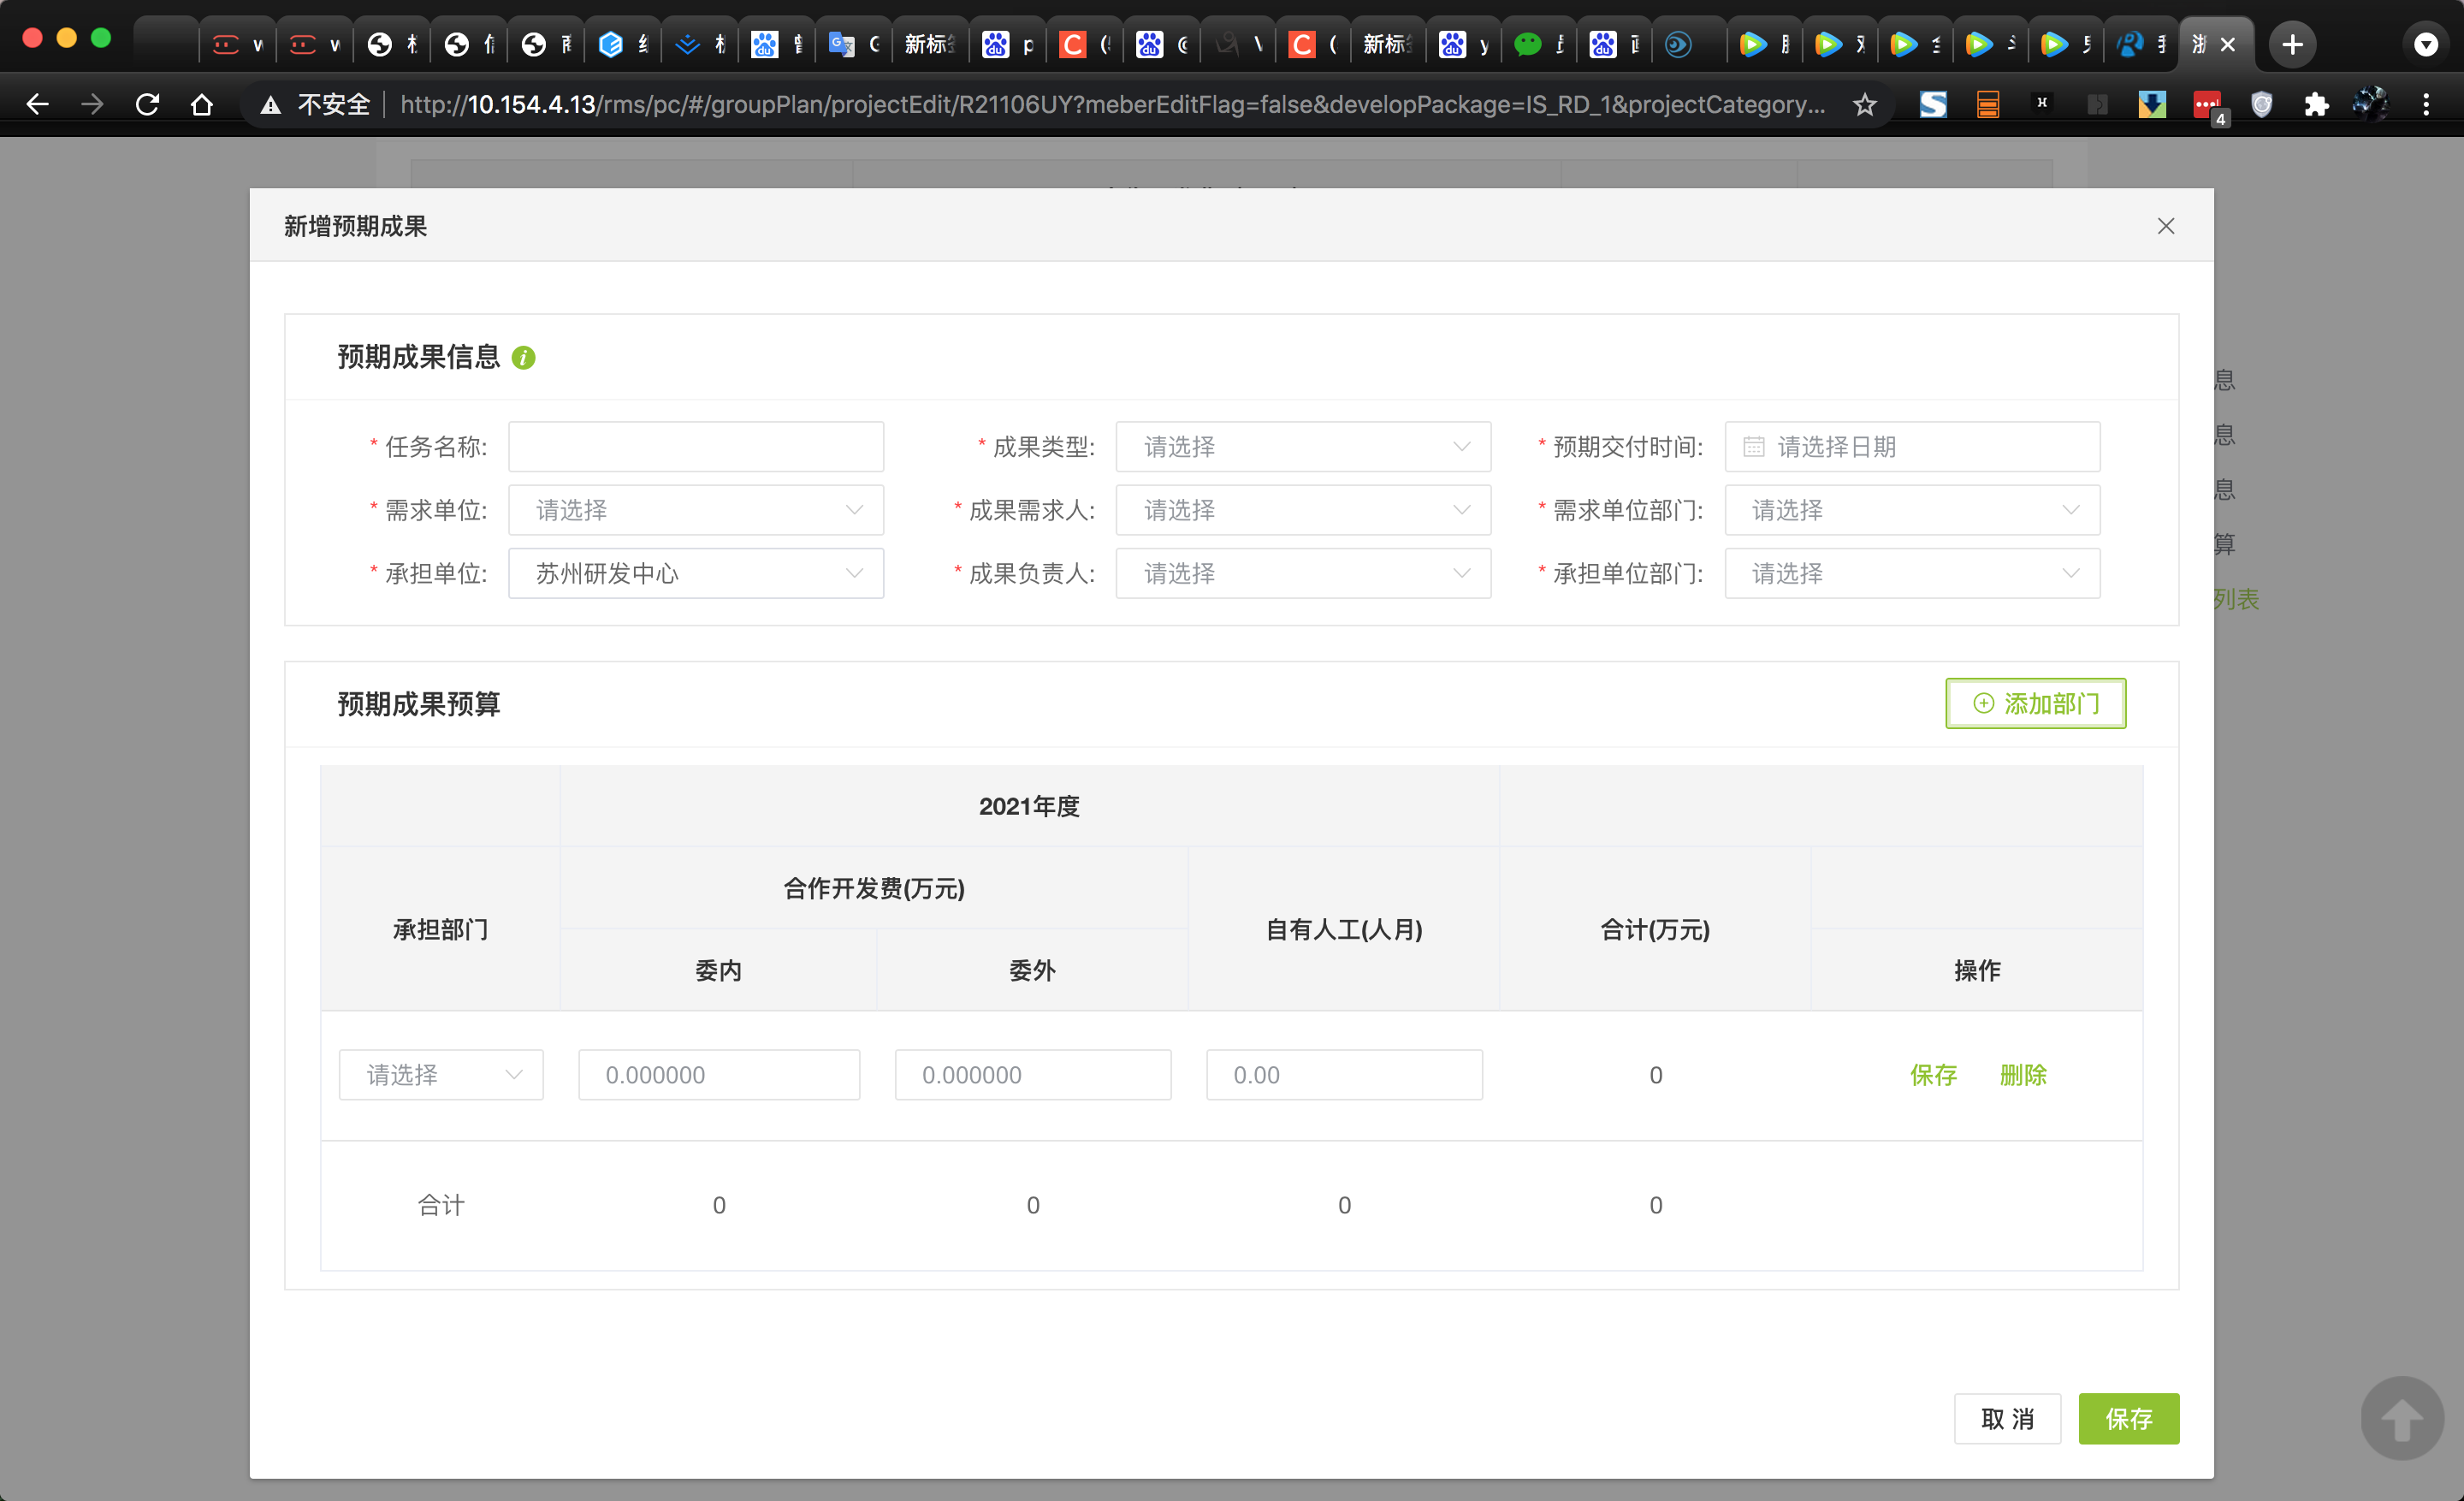 新标
新标
不安全
http://10.154.4.13/rms/pc/#/groupPlan/projectEdit/R21106UY?meberEditFlag=false&developPackage=IS_RD_1&projectCategory...
4
新增预期成果
预期成果信息
* 任务名称:
* 成果类型: 请选择
* 预期交付时间: 请选择日期
* 需求单位: 请选择
* 成果需求人: 请选择
* 需求单位部门: 请选择
* 承担单位: 苏州研发中心
* 成果负责人: 请选择
* 承担单位部门: 请选择
息
息
息
算
列表
预期成果预算
添加部门
2021年度
承担部门
合作开发费(万元)
自有人工(人月)
合计(万元)
委内
委外
操作
请选择 0.000000 0.000000 0.00 0 保存 删除
合计 0 0 0 0
取 消
保存